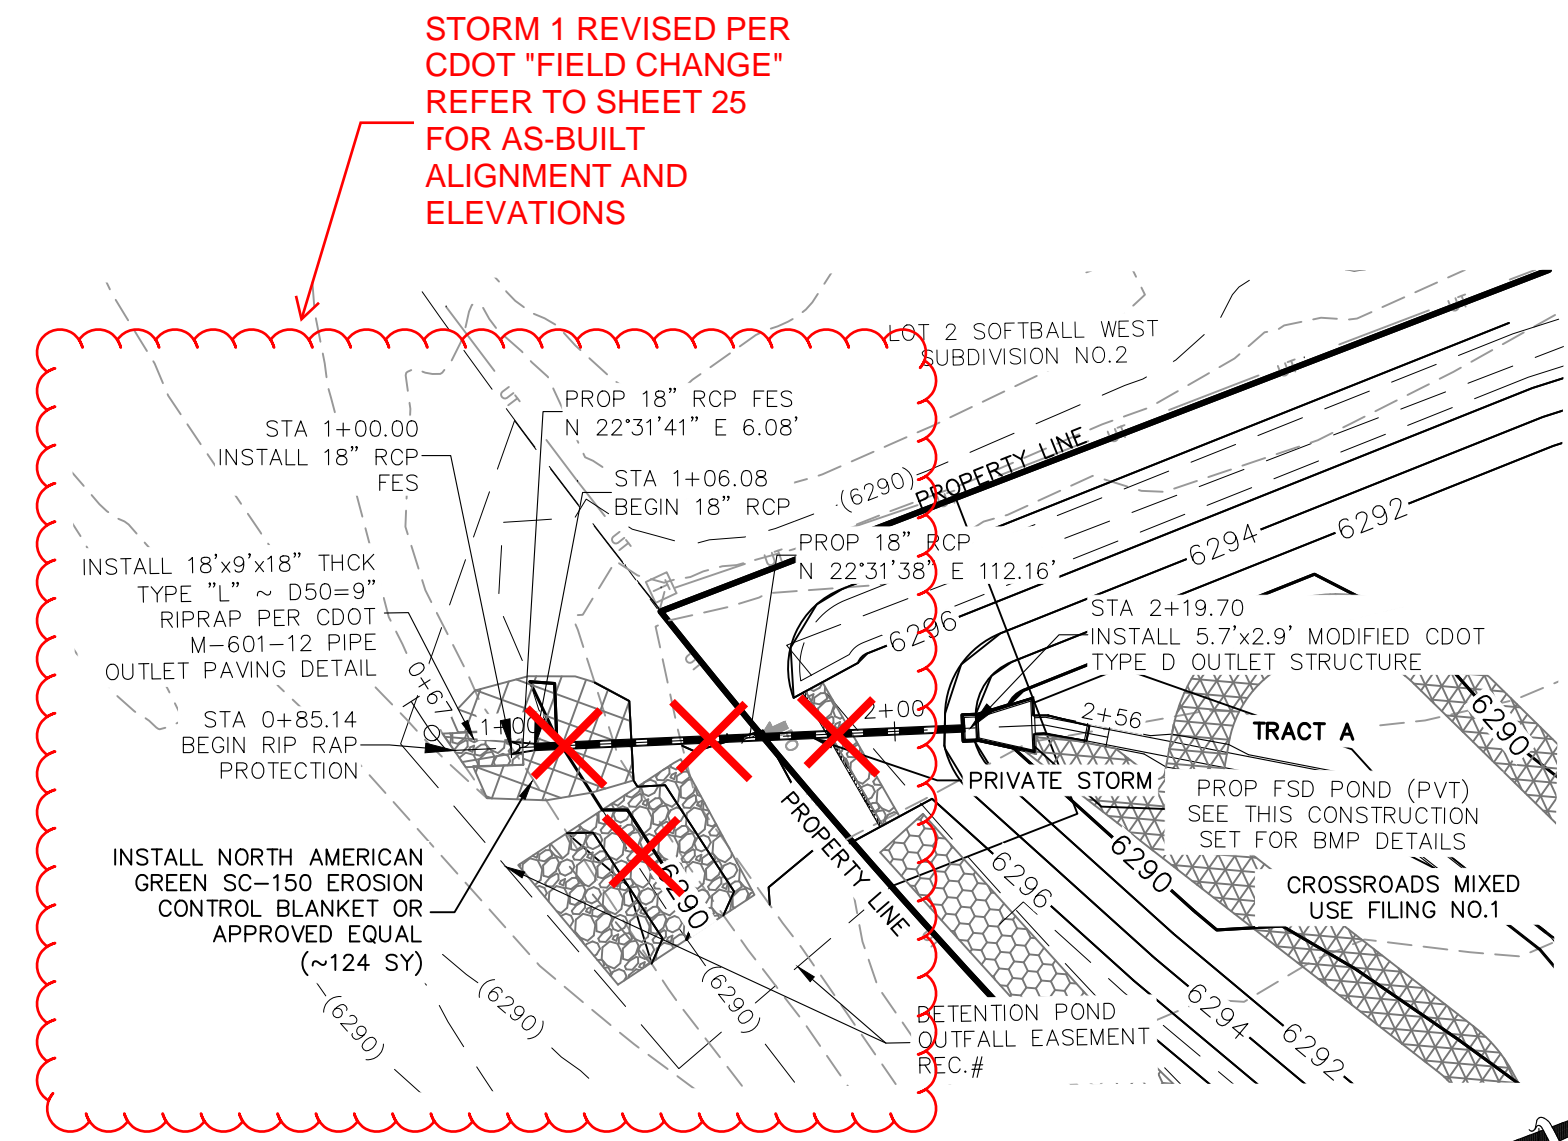 STORM 1 REVISED PER
CDOT "FIELD CHANGE"
REFER TO SHEET 25
FOR AS-BUILT
ALIGNMENT AND
ELEVATIONS
LOT 2 SOFTBALL WEST
SUBDIVISION NO.2
UT
UT
UT
UT
UT
UT
PROP 18" RCP FES
N 22°31'41" E 6.08'
STA 1+00.00
INSTALL 18" RCP
FES
STA 1+06.08
BEGIN 18" RCP
(6290)
PROPERTY LINE
6294
6292
PROP 18" RCP
N 22°31'38" E 112.16'
INSTALL 18'x9'x18" THCK
TYPE "L" ~ D50=9"
RIPRAP PER CDOT
M-601-12 PIPE
OUTLET PAVING DETAIL
6296
STA 2+19.70
INSTALL 5.7'x2.9' MODIFIED CDOT
TYPE D OUTLET STRUCTURE
0+67
STA 0+85.14
BEGIN RIP RAP
PROTECTION
1+00
2+00
2+56
TRACT A
6290
PRIVATE STORM
PROP FSD POND (PVT)
SEE THIS CONSTRUCTION
SET FOR BMP DETAILS
PROPERTY LINE
INSTALL NORTH AMERICAN
GREEN SC-150 EROSION
CONTROL BLANKET OR
APPROVED EQUAL
(~124 SY)
6290
6296
6290
CROSSROADS MIXED
USE FILING NO.1
(6290)
(6290)
(6290)
DETENTION POND
OUTFALL EASEMENT
REC.#
6294
6292